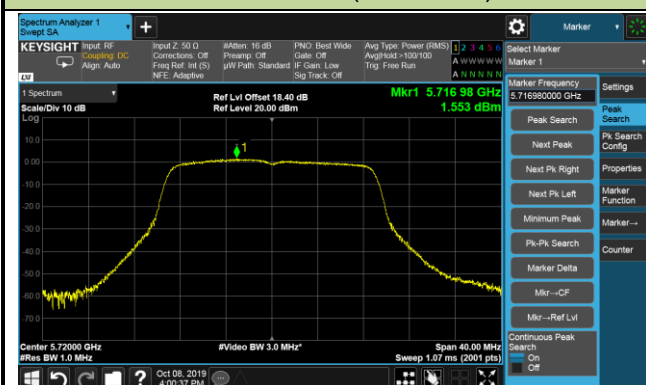 Spectrum Analyzer 1
Swept SA
+
Marker
KEYSIGHT
Input: RF
Coupling: DC
Align: Auto
Input Z: 50 Ω
Corrections: Off
Freq Ref: Int (S)
NFE: Adaptive
#Atten: 16 dB
Preamp: Off
µW Path: Standard
PNO: Best Wide
Gate: Off
IF Gain: Low
Sig Track: Off
Avg Type: Power (RMS)
Avg|Hold:>100/100
Trig: Free Run
1 2 3 4 5 6
A W W W W W
A N N N N N
LXI
Select Marker
Marker 1
1 Spectrum
Scale/Div 10 dB
Log
Ref Lvl Offset 18.40 dB
Ref Level 20.00 dBm
Mkr1 5.716 98 GHz
1.553 dBm
1
10.0
0.00
-10.0
-20.0
-30.0
-40.0
-50.0
-60.0
-70.0
Center 5.72000 GHz
#Res BW 1.0 MHz
#Video BW 3.0 MHz*
Span 40.00 MHz
Sweep 1.07 ms (2001 pts)
Marker Frequency
5.716980000 GHz
Peak Search
Next Peak
Next Pk Right
Next Pk Left
Minimum Peak
Pk-Pk Search
Marker Delta
Mkr→CF
Mkr→Ref Lvl
Continuous Peak
Search
On
Off
Settings
Peak
Search
Pk Search
Config
Properties
Marker
Function
Marker→
Counter
?
Oct 08, 2019
4:00:37 PM